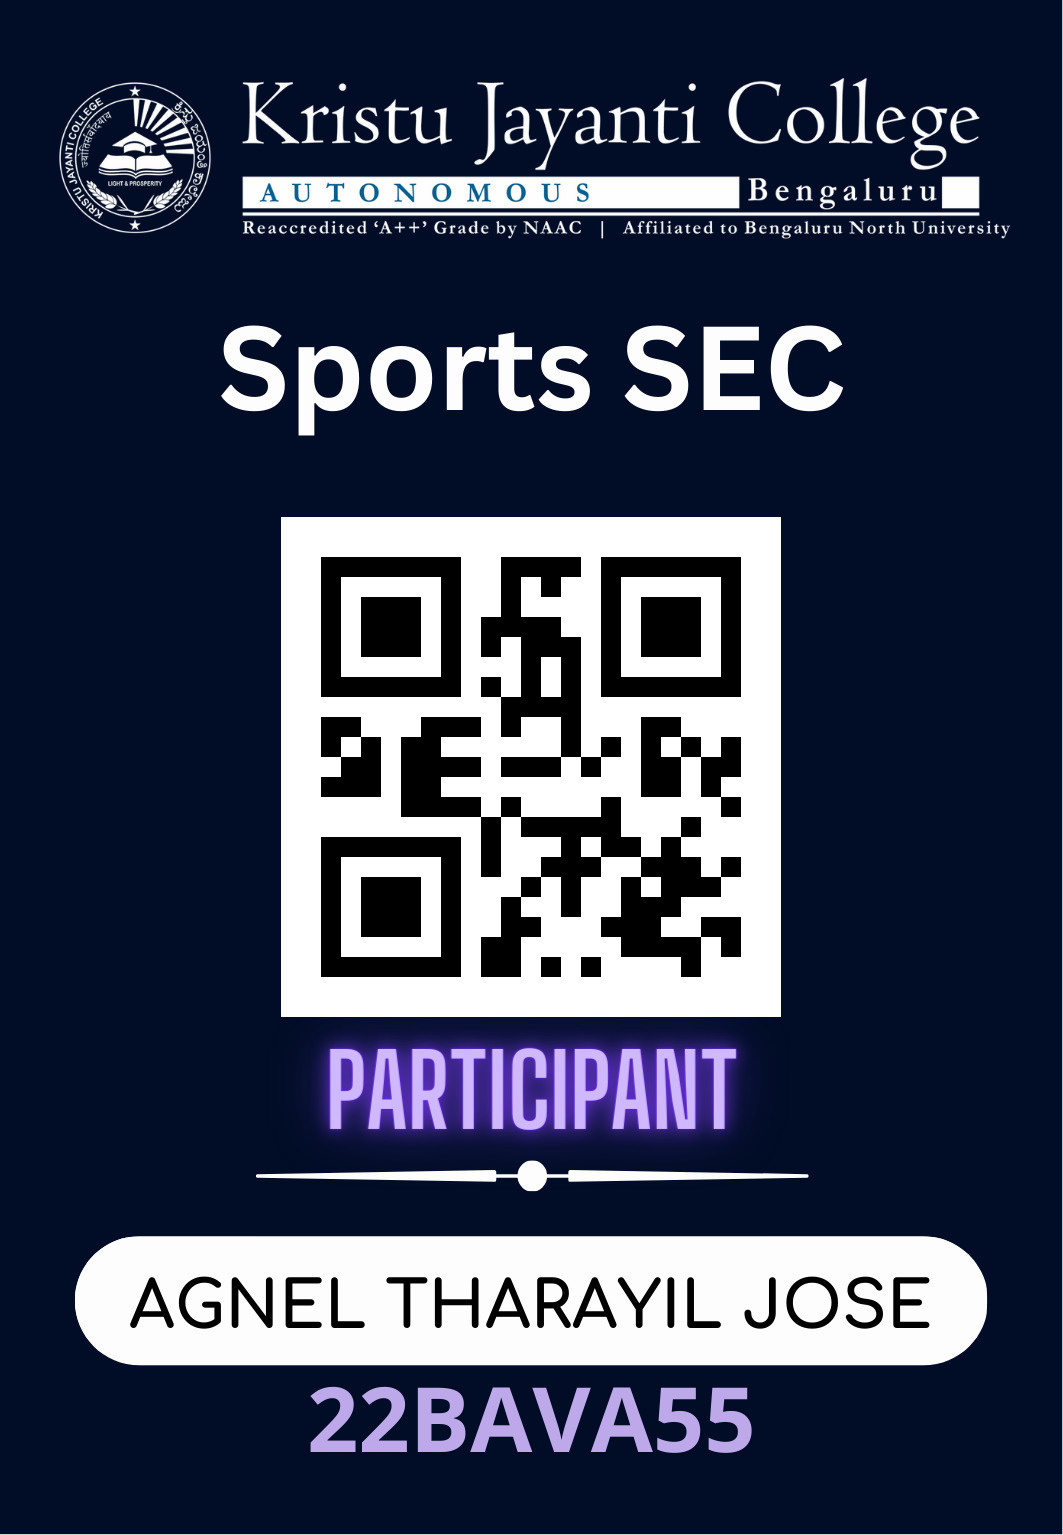 Kristu Jayanti College
AUTONOMOUS Bengaluru
Reaccredited ‘A++’ Grade by NAAC | Affiliated to Bengaluru North University
KRISTU JAYANTI COLLEGE
LIGHT & PROSPERITY
Sports SEC
PARTICIPANT
AGNEL THARAYIL JOSE
22BAVA55